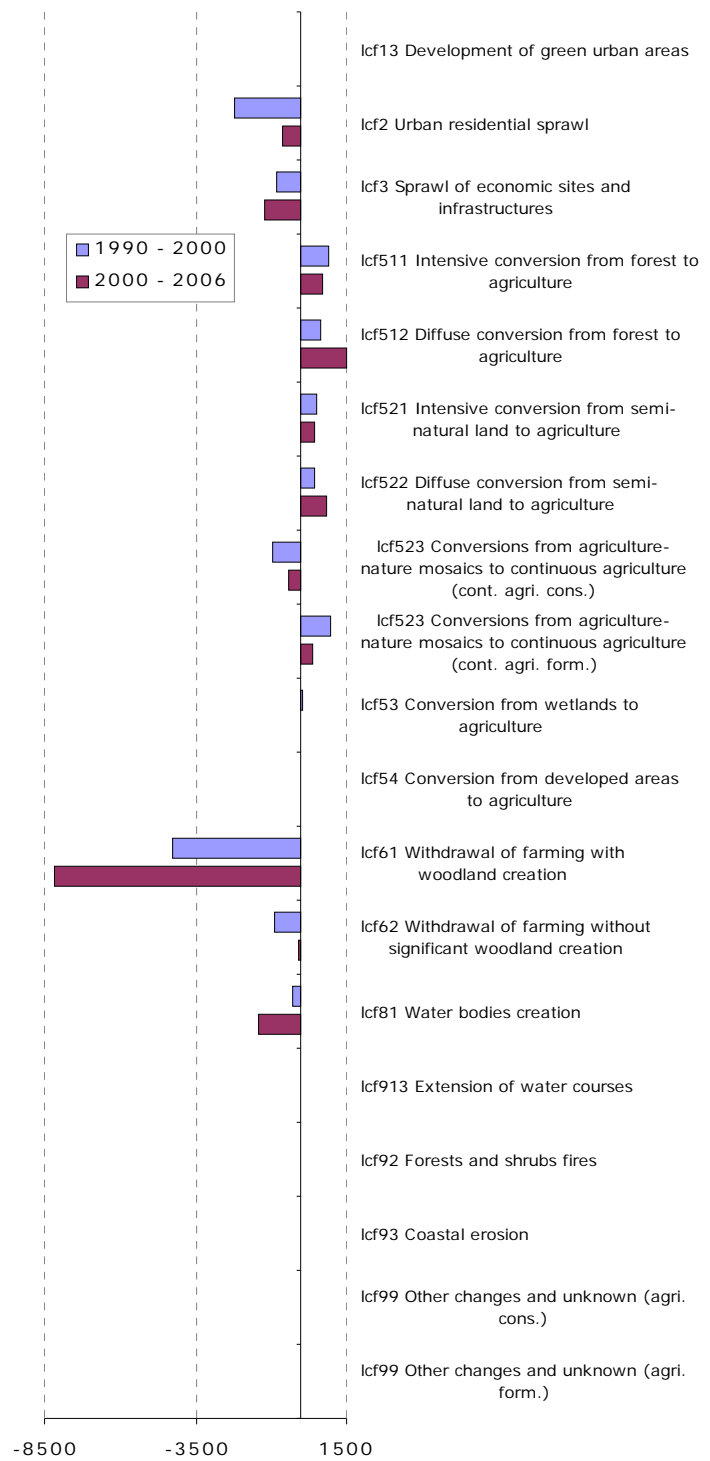 lcf13 Development of green urban areas
lcf2 Urban residential sprawl
lcf3 Sprawl of economic sites and
infrastructures
1990 - 2000
2000 - 2006
lcf511 Intensive conversion from forest to
agriculture
lcf512 Diffuse conversion from forest to
agriculture
lcf521 Intensive conversion from semi-
natural land to agriculture
lcf522 Diffuse conversion from semi-
natural land to agriculture
lcf523 Conversions from agriculture-
nature mosaics to continuous agriculture
(cont. agri. cons.)
lcf523 Conversions from agriculture-
nature mosaics to continuous agriculture
(cont. agri. form.)
lcf53 Conversion from wetlands to
agriculture
lcf54 Conversion from developed areas
to agriculture
lcf61 Withdrawal of farming with
woodland creation
lcf62 Withdrawal of farming without
significant woodland creation
lcf81 Water bodies creation
lcf913 Extension of water courses
lcf92 Forests and shrubs fires
lcf93 Coastal erosion
lcf99 Other changes and unknown (agri.
cons.)
lcf99 Other changes and unknown (agri.
form.)
-8500 -3500 1500